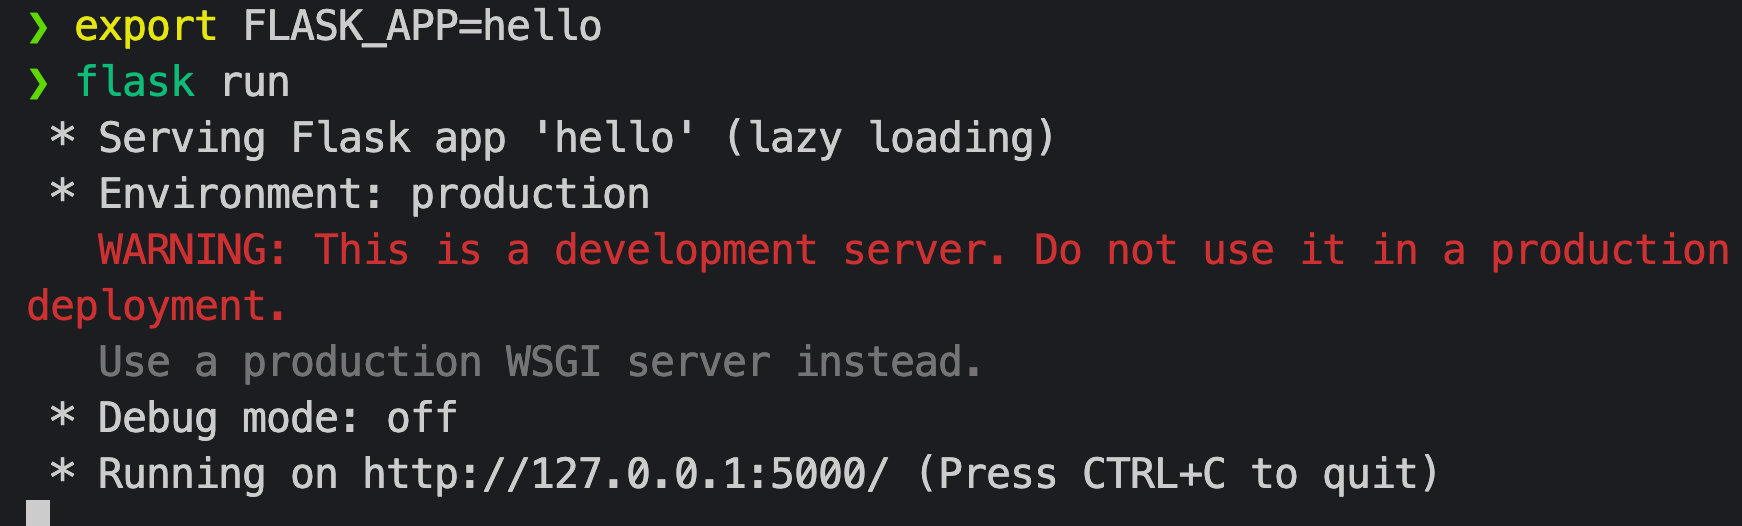 ❯ export FLASK_APP=hello
❯ flask run
 * Serving Flask app 'hello' (lazy loading)
 * Environment: production
   WARNING: This is a development server. Do not use it in a production
deployment.
   Use a production WSGI server instead.
 * Debug mode: off
 * Running on http://127.0.0.1:5000/ (Press CTRL+C to quit)